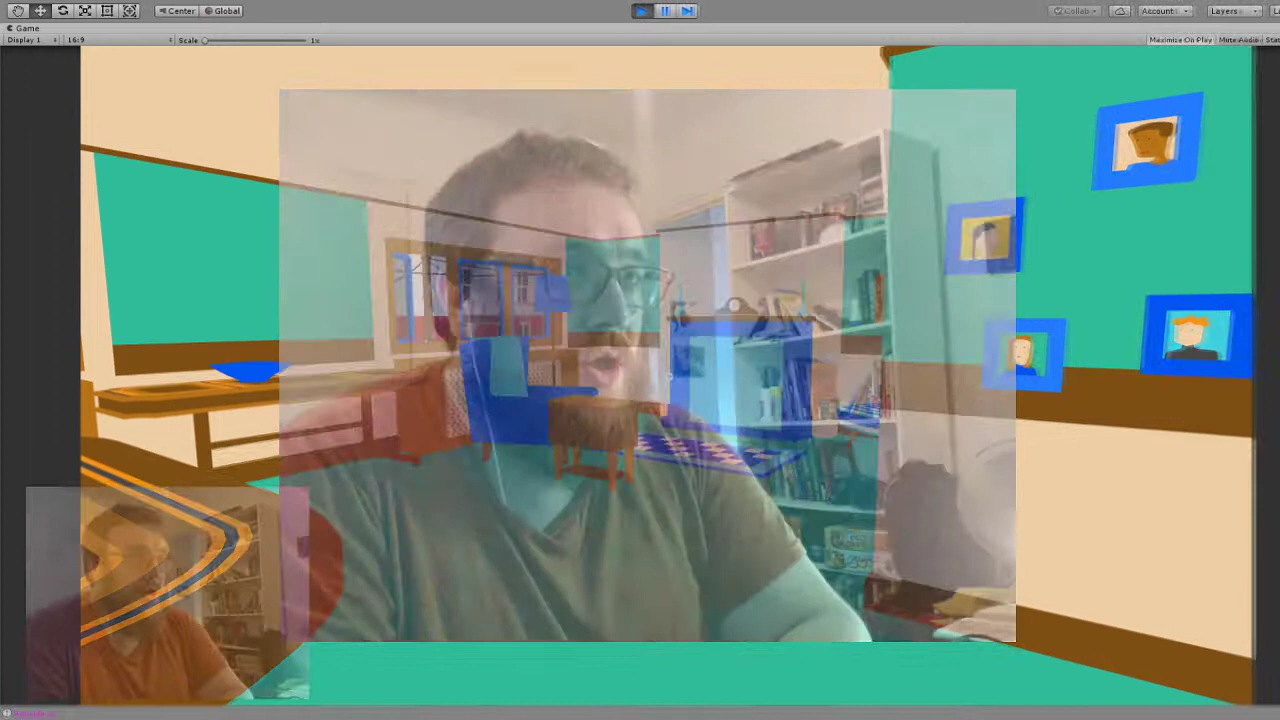 Center Global Collab Account Layers
Game
Display 1 16:9 Scale 1x Maximize On Play Mute Audio